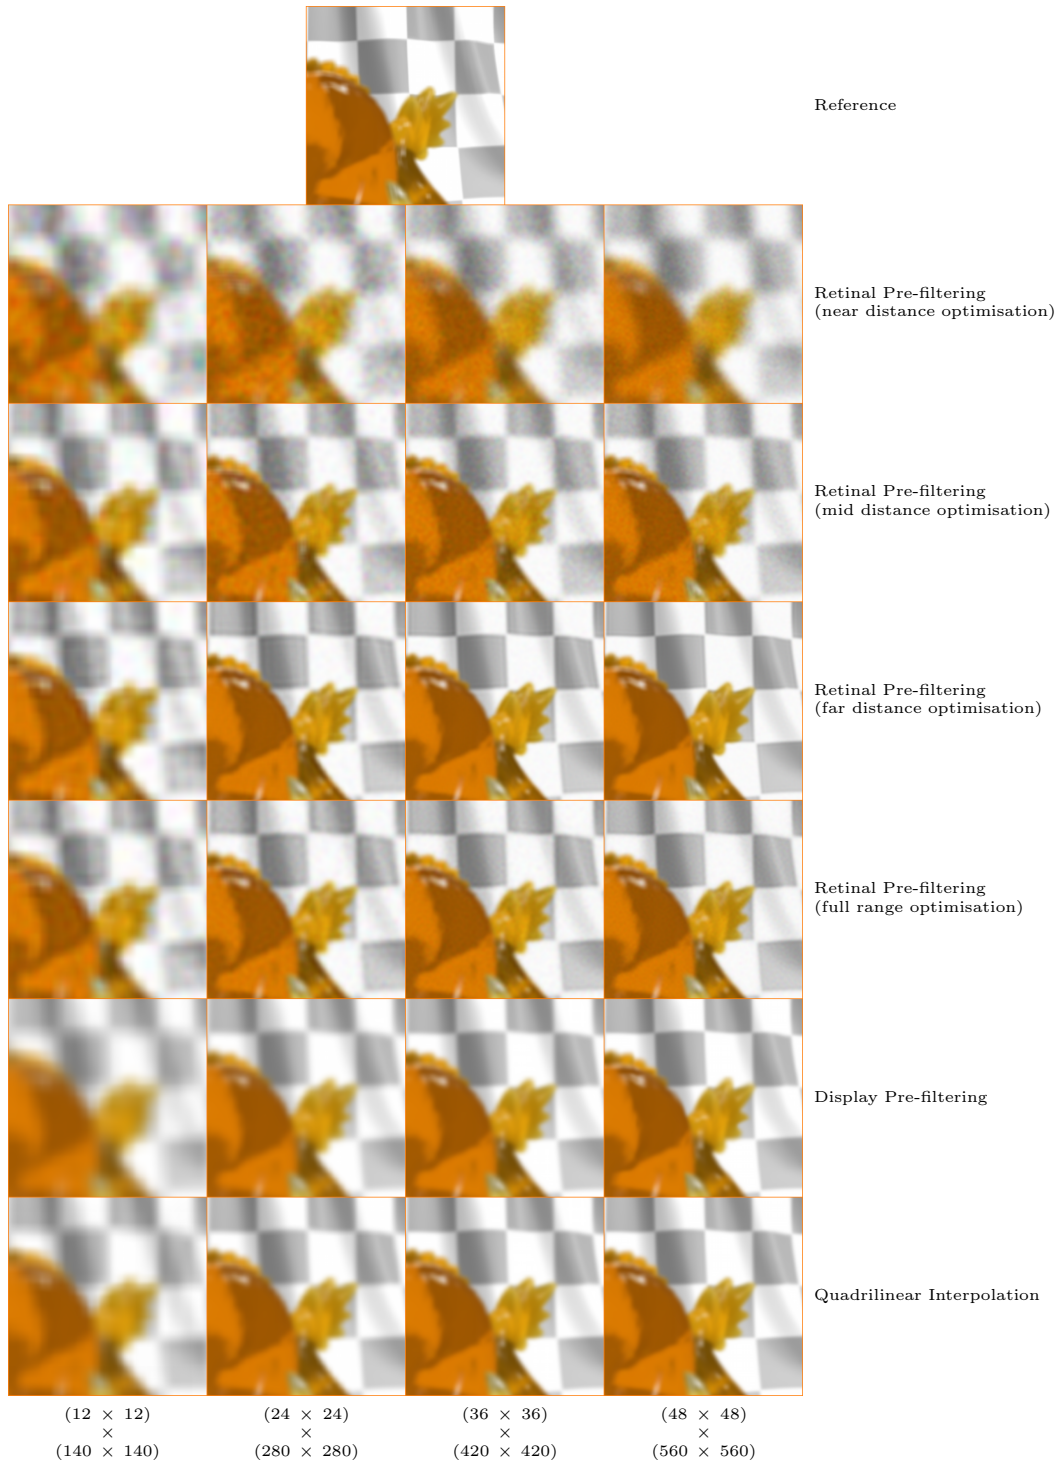 Reference
Retinal Pre-filtering
(near distance optimisation)
Retinal Pre-filtering
(mid distance optimisation)
Retinal Pre-filtering
(far distance optimisation)
Retinal Pre-filtering
(full range optimisation)
Display Pre-filtering
Quadrilinear Interpolation
(12 × 12) (24 × 24) (36 × 36) (48 × 48)
× × × ×
(140 × 140) (280 × 280) (420 × 420) (560 × 560)